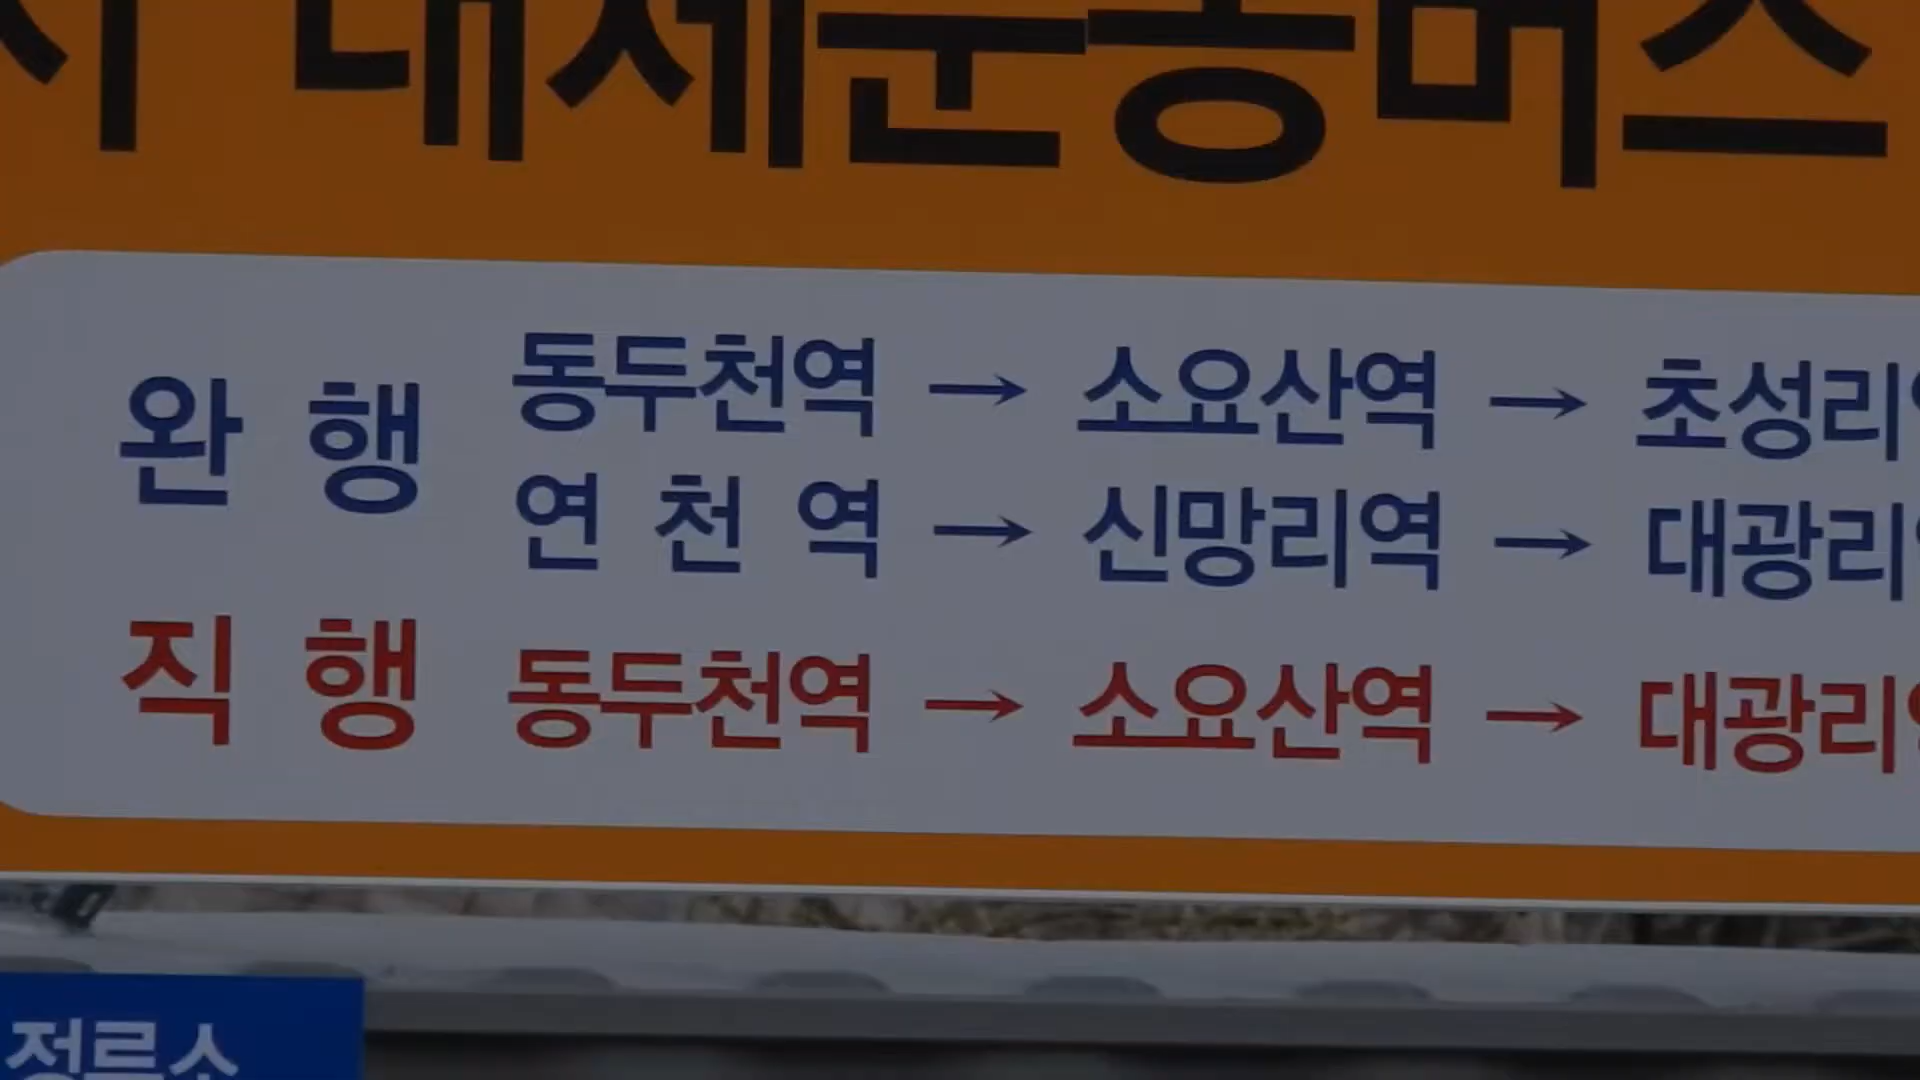 대체운동버스
완 행 동두천역 → 소요산역 → 초성리
연 천 역 → 신망리역 → 대광리
직 행 동두천역 → 소요산역 → 대광리
정류소